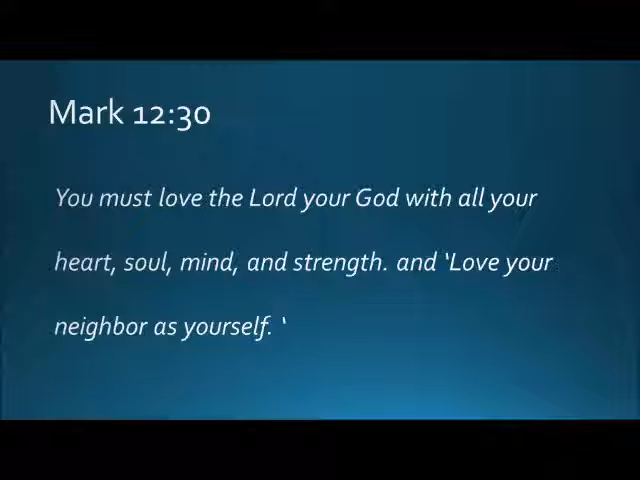 Mark 12:30
You must love the Lord your God with all your
heart, soul, mind, and strength. and ‘Love your
neighbor as yourself. ‘